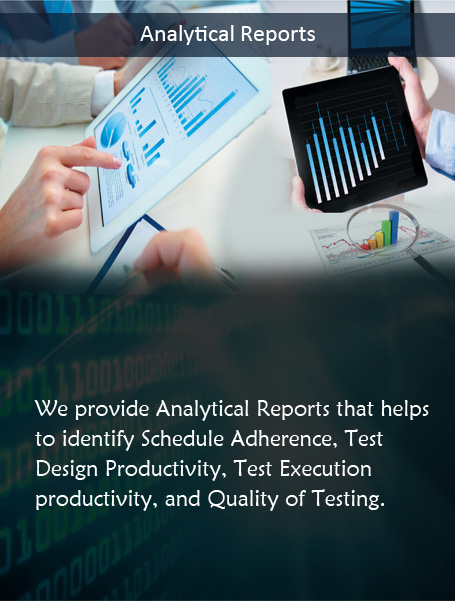 Analytical Reports
We provide Analytical Reports that helps
to identify Schedule Adherence, Test
Design Productivity, Test Execution
productivity, and Quality of Testing.